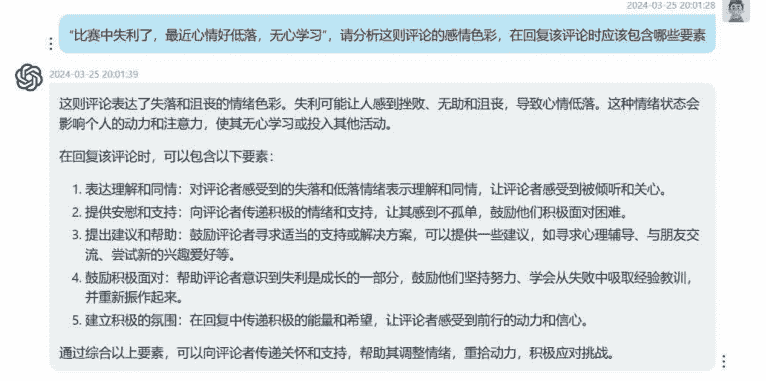 2024-03-25 20:01:28
“比赛中失利了，最近心情好低落，无心学习”，请分析这则评论的感情色彩，在回复该评论时应该包含哪些要素
2024-03-25 20:01:39
这则评论表达了失落和沮丧的情绪色彩。失利可能让人感到挫败、无助和沮丧，导致心情低落。这种情绪状态会
影响个人的动力和注意力，使其无心学习或投入其他活动。
在回复该评论时，可以包含以下要素：
1. 表达理解和同情：对评论者感受到的失落和低落情绪表示理解和同情，让评论者感受到被倾听和关心。
2. 提供安慰和支持：向评论者传递积极的情绪和支持，让其感到不孤单，鼓励他们积极面对困难。
3. 提出建议和帮助：鼓励评论者寻求适当的支持或解决方案，可以提供一些建议，如寻求心理辅导、与朋友交
流、尝试新的兴趣爱好等。
4. 鼓励积极面对：帮助评论者意识到失利是成长的一部分，鼓励他们坚持努力、学会从失败中吸取经验教训，
并重新振作起来。
5. 建立积极的氛围：在回复中传递积极的能量和希望，让评论者感受到前行的动力和信心。
通过综合以上要素，可以向评论者传递关怀和支持，帮助其调整情绪，重拾动力，积极应对挑战。